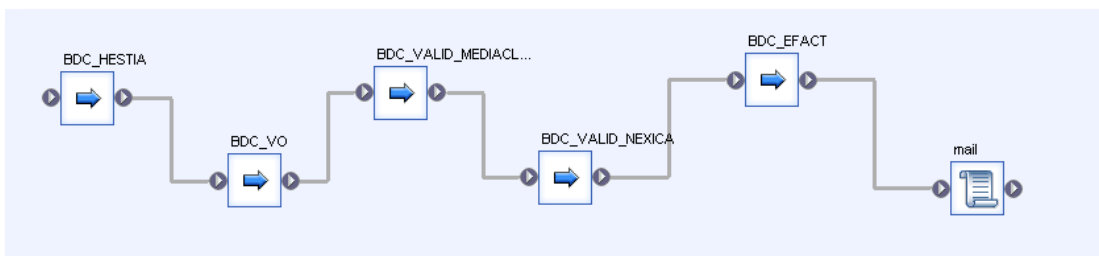 BDC_HESTIA
BDC_VO
BDC_VALID_MEDIACL...
BDC_VALID_NEXICA
BDC_EFACT
mail